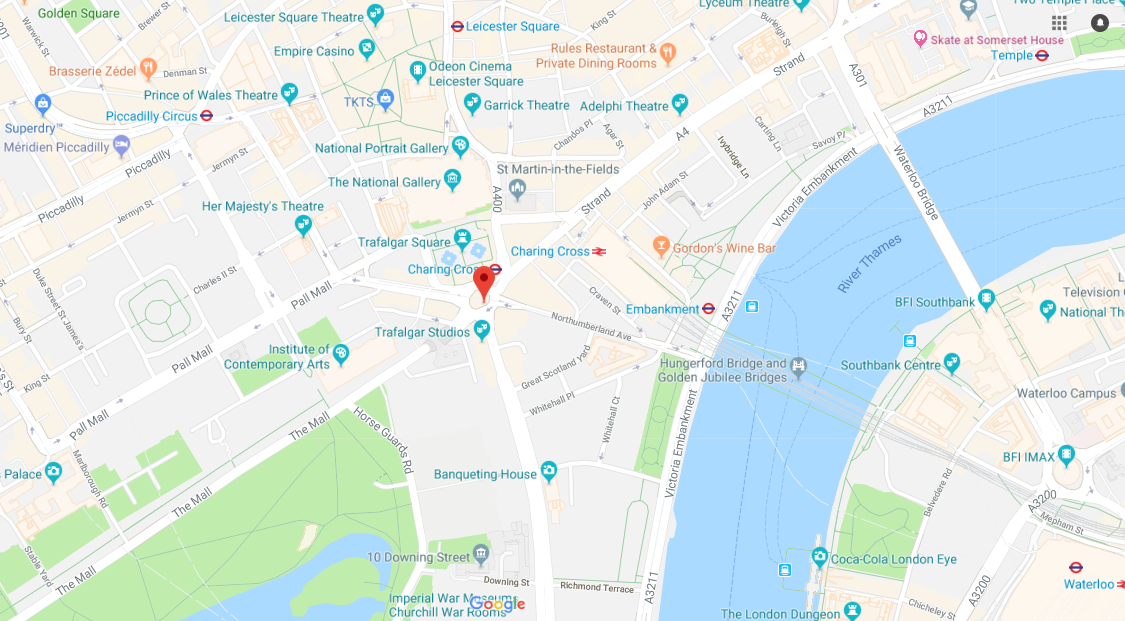 Golden Square
Brewer St
Warwick St
Leicester Square Theatre
Leicester Square
King St
Lyceum Theatre
Burleigh St
Skate at Somerset House
Temple
Empire Casino
Rules Restaurant &
Private Dining Rooms
Brasserie Zédel
Denman St
Odeon Cinema
Leicester Square
Strand
A301
Prince of Wales Theatre
TKTS
Garrick Theatre
Adelphi Theatre
A3211
Piccadilly Circus
Superdry
Méridien Piccadilly
Piccadilly
Jermyn St
National Portrait Gallery
Chandos Pl
Agar St
A4
Ivybridge Ln
Carting Ln
Savoy Pl
The National Gallery
St Martin-in-the-Fields
A400
Strand
John Adam St
Victoria Embankment
Waterloo Bridge
Piccadilly
Jermyn St
Her Majesty's Theatre
Trafalgar Square
Charing Cross
Gordon's Wine Bar
River Thames
Charing Cross
Duke Street St James's
Charles II St
Pall Mall
Craven St
Embankment
A3211
BFI Southbank
Television
National Th
Bury St
Trafalgar Studios
Northumberland Ave
Institute of
Contemporary Arts
Pall Mall
Great Scotland Yard
Hungerford Bridge and
Golden Jubilee Bridges
Southbank Centre
King St
Whitehall Pl
Waterloo Campus
Pall Mall
The Mall
Horse Guards Rd
Whitehall Ct
Victoria Embankment
Palace
Marlborough Rd
Banqueting House
BFI IMAX
The Mall
Belvedere Rd
A3200
Mepham St
Stable Yard
10 Downing Street
Coca-Cola London Eye
The Mall
Downing St
Richmond Terrace
A3211
A3200
Waterloo
Imperial War Museums
Churchill War Rooms
Google
The London Dungeon
Chicheley St